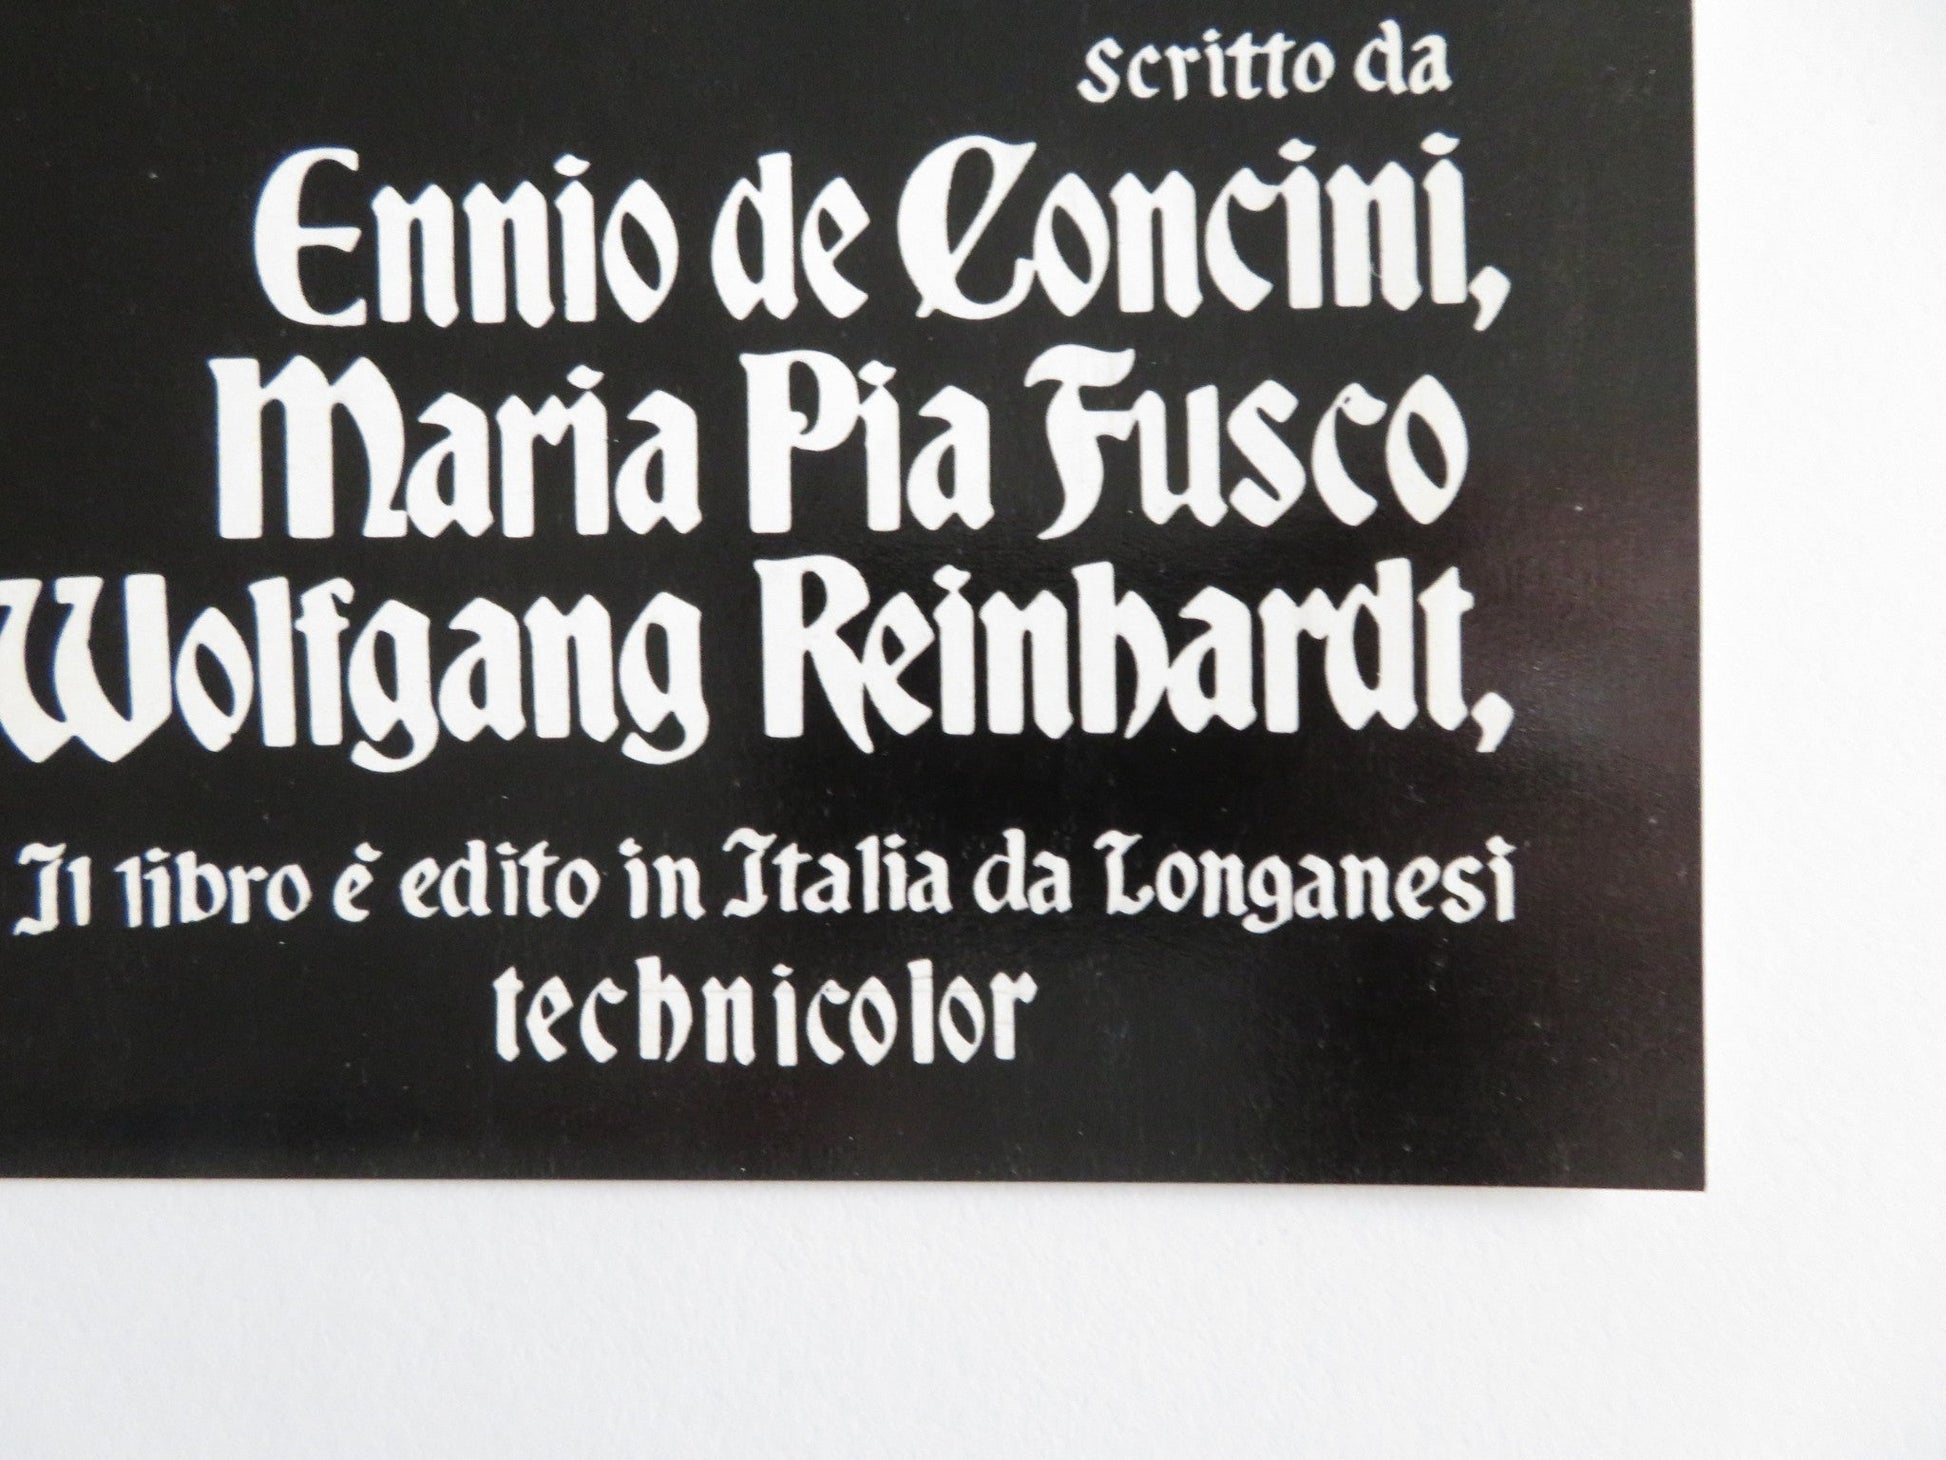 scritto da
Ennio de Concini,
Maria Pia Fusco
Wolfgang Reinhardt,
Il libro è edito in Italia da Longanesi
technicolor